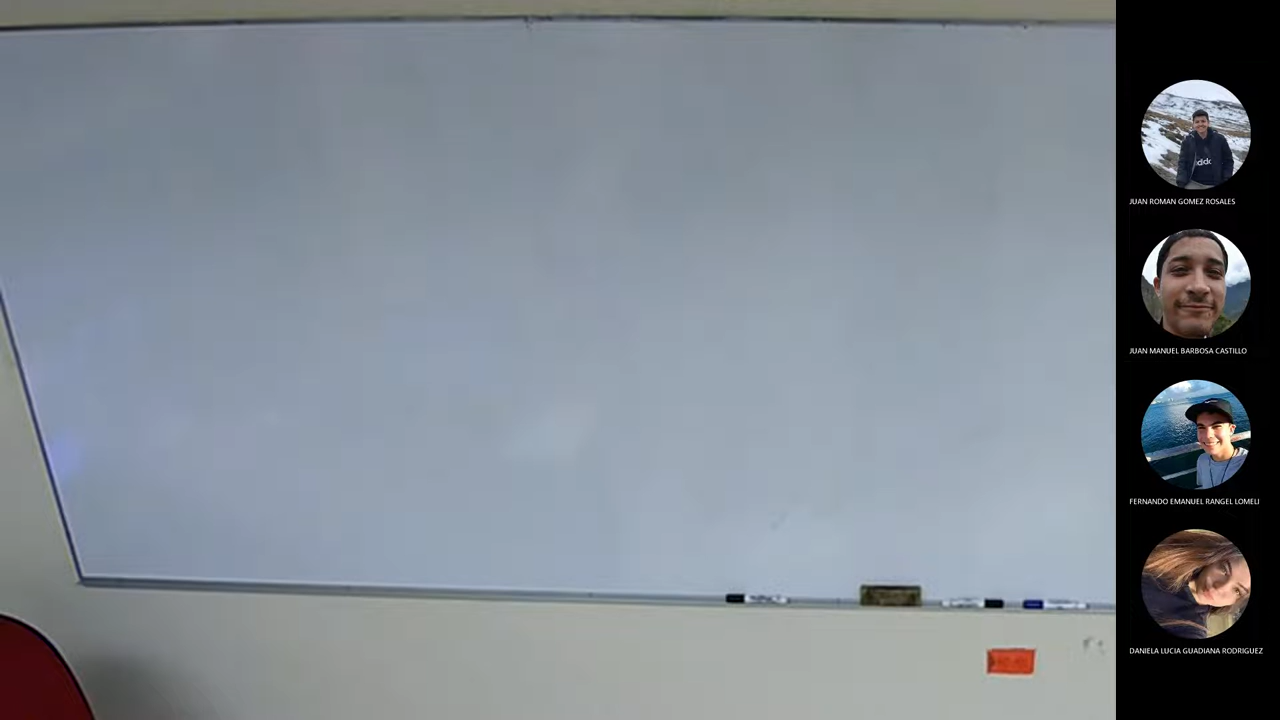 JUAN ROMAN GOMEZ ROSALES
JUAN MANUEL BARBOSA CASTILLO
FERNANDO EMANUEL RANGEL LOMELI
DANIELA LUCIA GUADIANA RODRIGUEZ